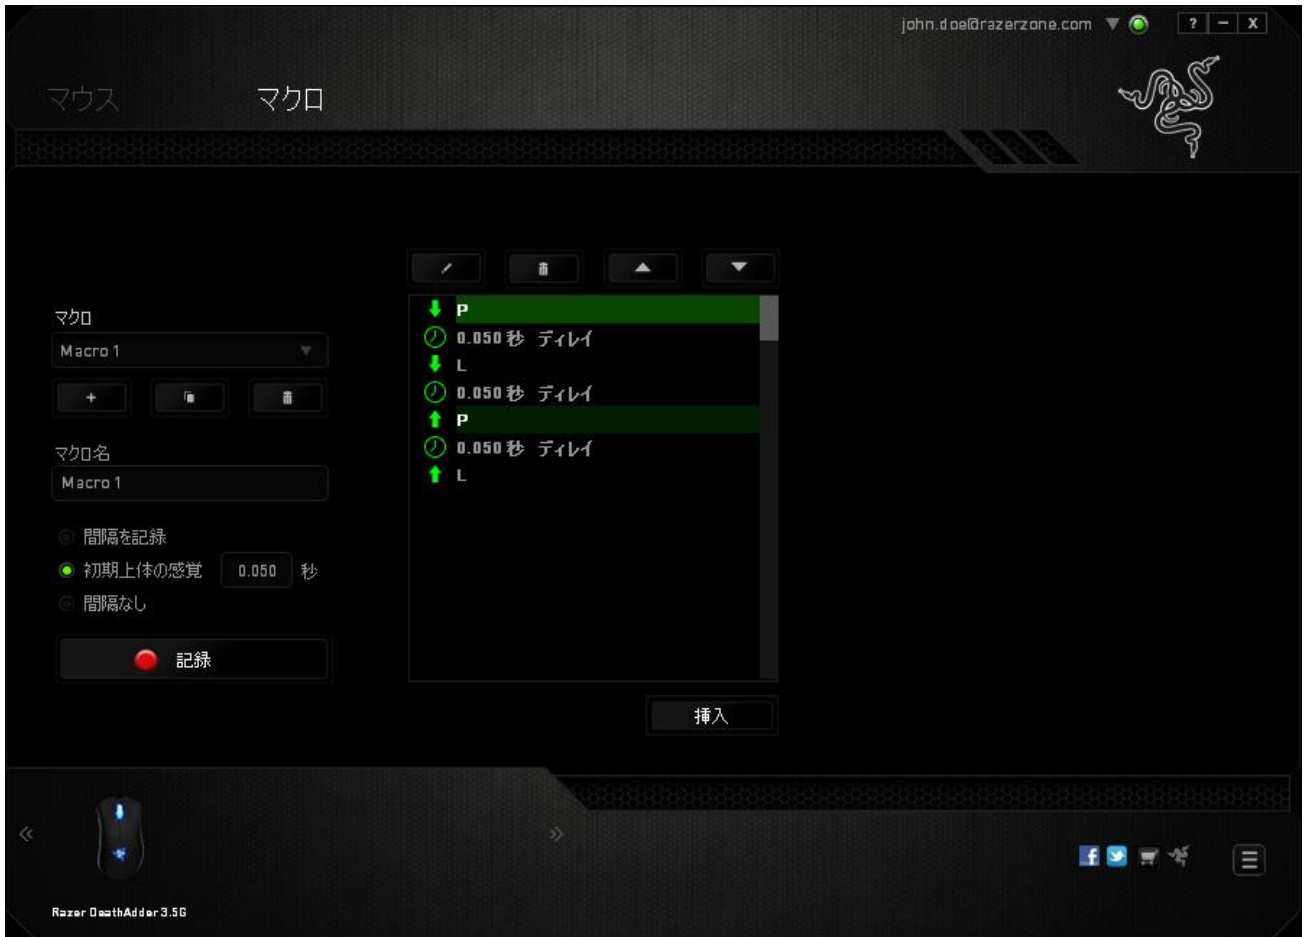 john.doe@razerzone.com
? − X
マウス マクロ
マクロ
Macro 1
マクロ名
Macro 1
間隔を記録
初期上体の感覚 0.050 秒
間隔なし
記録
P
0.050 秒 ディレイ
L
0.050 秒 ディレイ
P
0.050 秒 ディレイ
L
挿入
Razer DeathAdder 3.5G